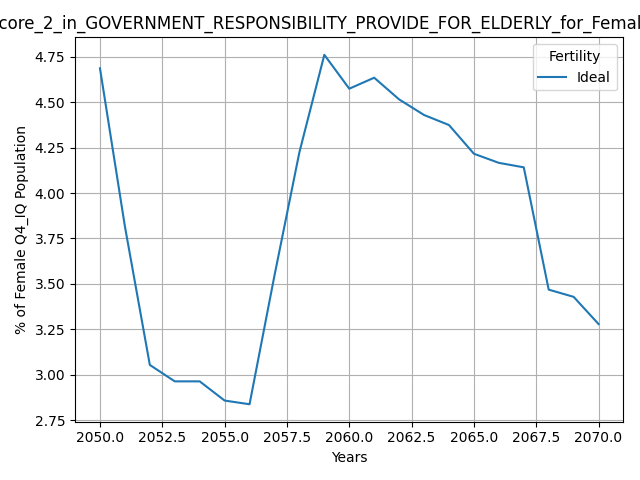 core_2_in_GOVERNMENT_RESPONSIBILITY_PROVIDE_FOR_ELDERLY_for_Femal
Fertility
Ideal
4.75
4.50
4.25
4.00
3.75
3.50
3.25
3.00
2.75
% of Female Q4_IQ Population
2050.0 2052.5 2055.0 2057.5 2060.0 2062.5 2065.0 2067.5 2070.0
Years